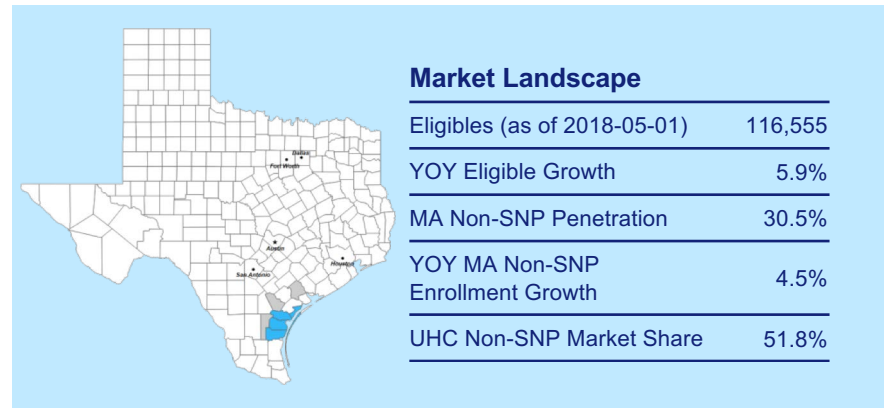 Market Landscape
Eligibles (as of 2018-05-01) 116,555
YOY Eligible Growth 5.9%
MA Non-SNP Penetration 30.5%
YOY MA Non-SNP
Enrollment Growth 4.5%
UHC Non-SNP Market Share 51.8%
Dallas
Fort Worth
Austin
San Antonio
Houston